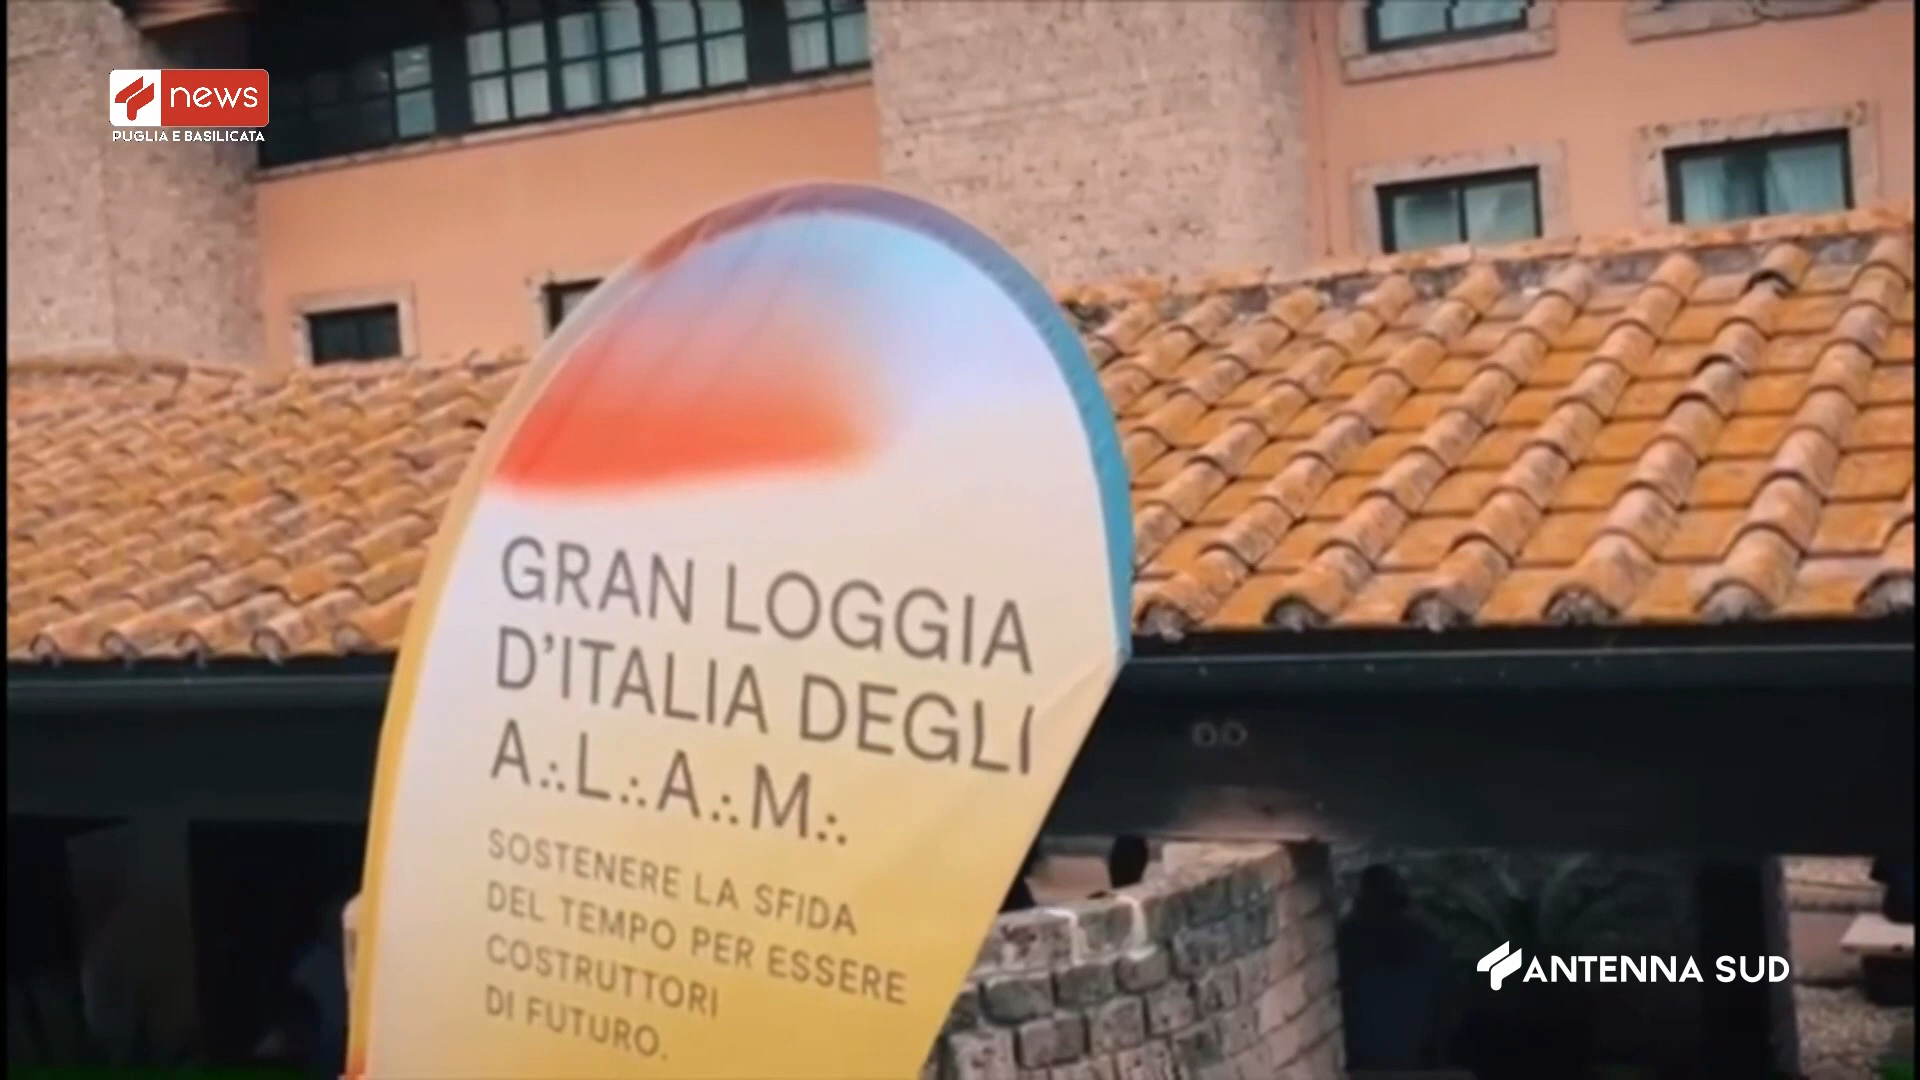 news
PUGLIA E BASILICATA
GRAN LOGGIA
D'ITALIA DEGLI
A∴L∴A∴M∴
SOSTENERE LA SFIDA
DEL TEMPO PER ESSERE
COSTRUTTORI
DI FUTURO.
ANTENNA SUD